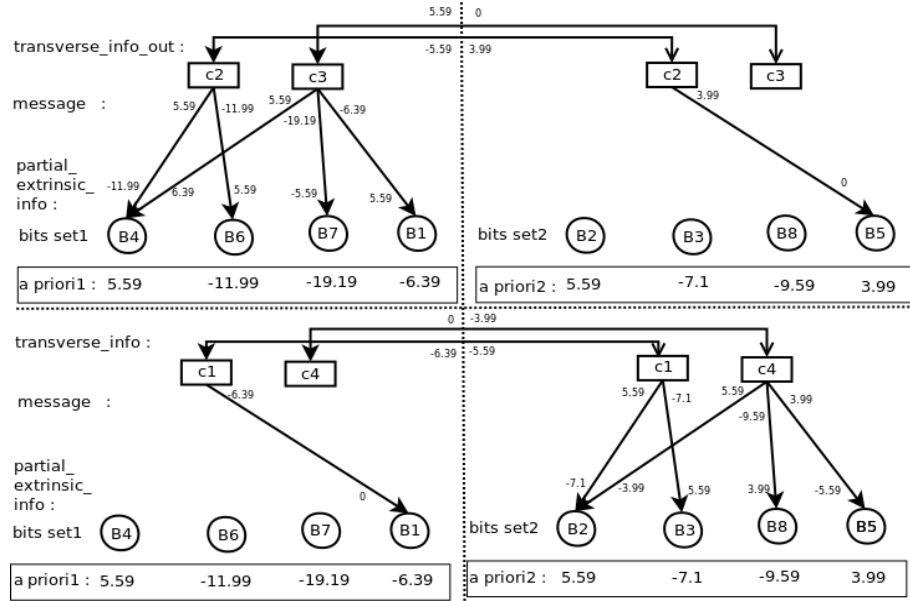 5.59 0
transverse_info_out :
-5.59 3.99
c2 c3 c2 c3
message :
5.59 -11.99 5.59 -19.19 -6.39 3.99
partial_
extrinsic_
info :
-11.99 5.59 6.39 -5.59 5.59 0
bits set1 B4 B6 B7 B1 bits set2 B2 B3 B8 B5
a priori1 : 5.59 -11.99 -19.19 -6.39 a priori2 : 5.59 -7.1 -9.59 3.99
0 -3.99
transverse_info :
-6.39 -5.59
c1 c4 c1 c4
message :
-6.39 5.59 -7.1 5.59 -9.59 3.99
partial_
extrinsic_
info :
0 -7.1 -3.99 5.59 3.99 -5.59
bits set1 B4 B6 B7 B1 bits set2 B2 B3 B8 B5
a priori1 : 5.59 -11.99 -19.19 -6.39 a priori2 : 5.59 -7.1 -9.59 3.99